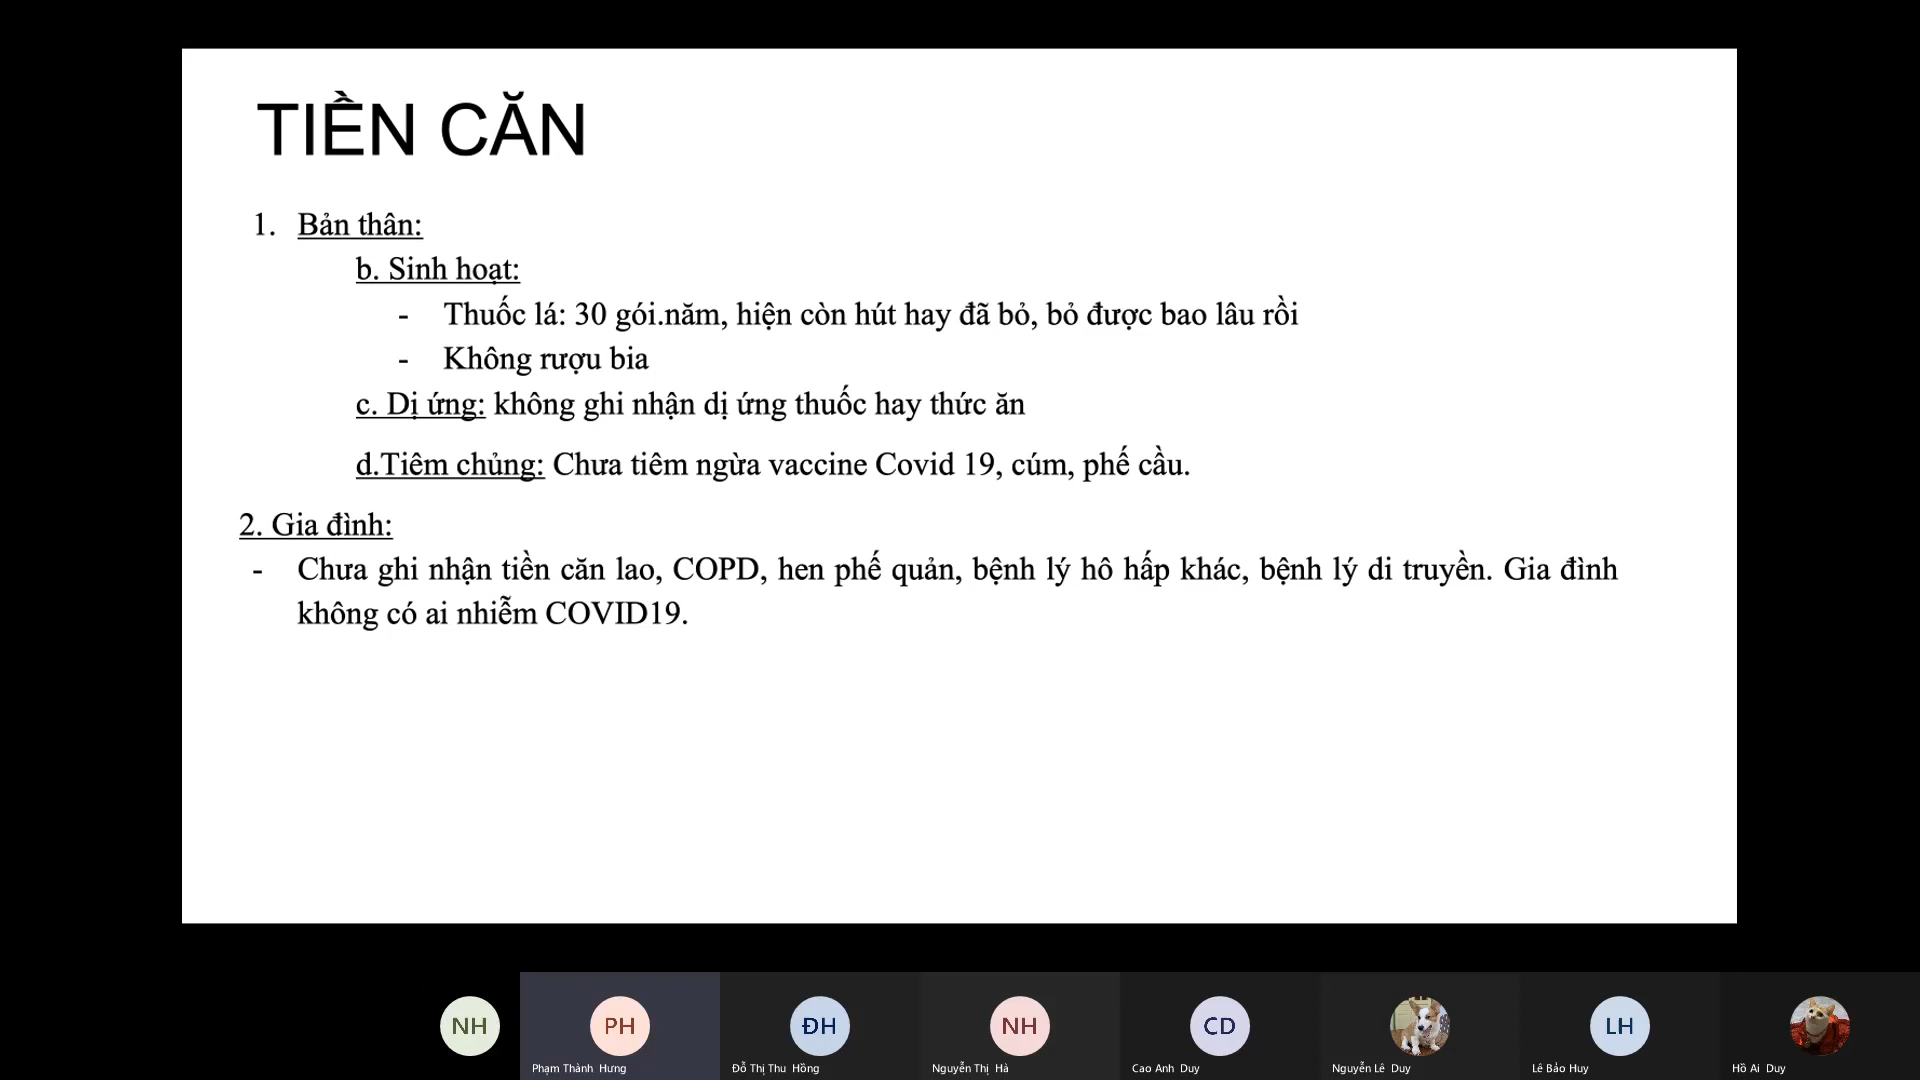 TIỀN CĂN
1. Bản thân:
b. Sinh hoạt:
- Thuốc lá: 30 gói.năm, hiện còn hút hay đã bỏ, bỏ được bao lâu rồi
- Không rượu bia
c. Dị ứng: không ghi nhận dị ứng thuốc hay thức ăn
d.Tiêm chủng: Chưa tiêm ngừa vaccine Covid 19, cúm, phế cầu.
2. Gia đình:
- Chưa ghi nhận tiền căn lao, COPD, hen phế quản, bệnh lý hô hấp khác, bệnh lý di truyền. Gia đình
không có ai nhiễm COVID19.
NH PH ĐH NH CD LH
Phạm Thành Hưng Đỗ Thị Thu Hồng Nguyễn Thị Hà Cao Anh Duy Nguyễn Lê Duy Lê Bảo Huy Hồ Ai Duy